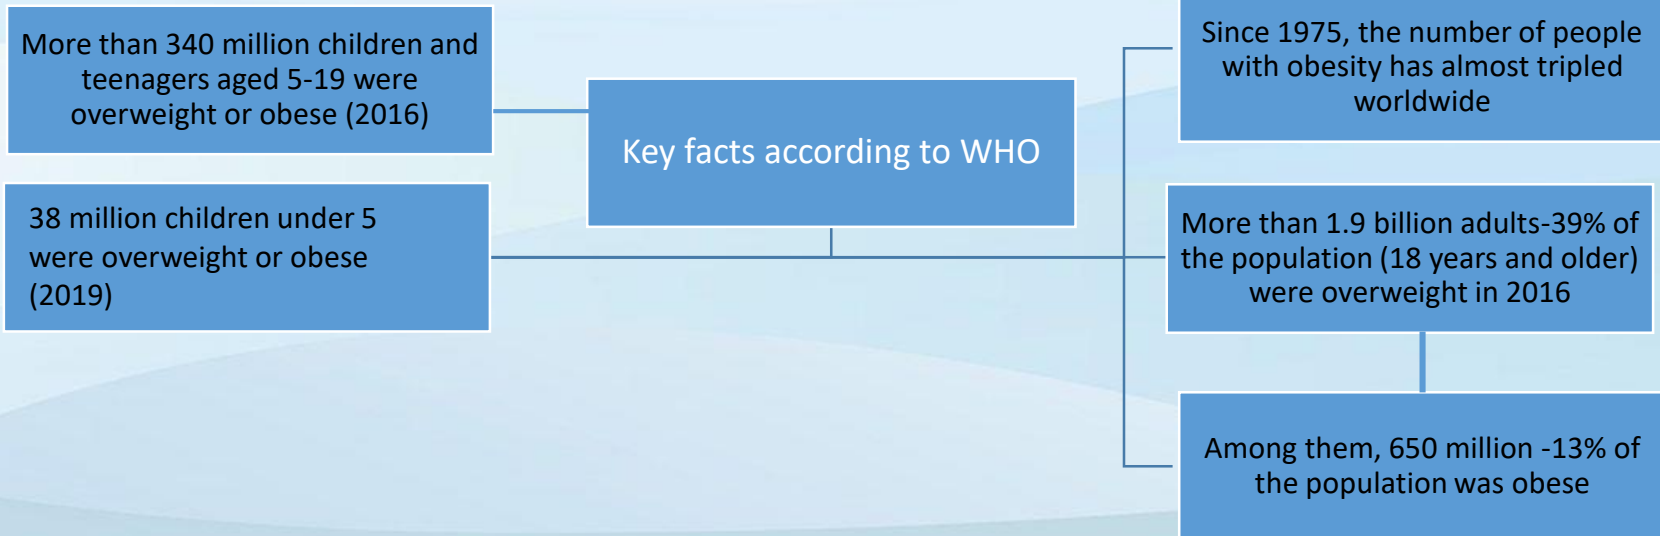 More than 340 million children and
teenagers aged 5-19 were
overweight or obese (2016)
38 million children under 5
were overweight or obese
(2019)
Key facts according to WHO
Since 1975, the number of people
with obesity has almost tripled
worldwide
More than 1.9 billion adults-39% of
the population (18 years and older)
were overweight in 2016
Among them, 650 million -13% of
the population was obese